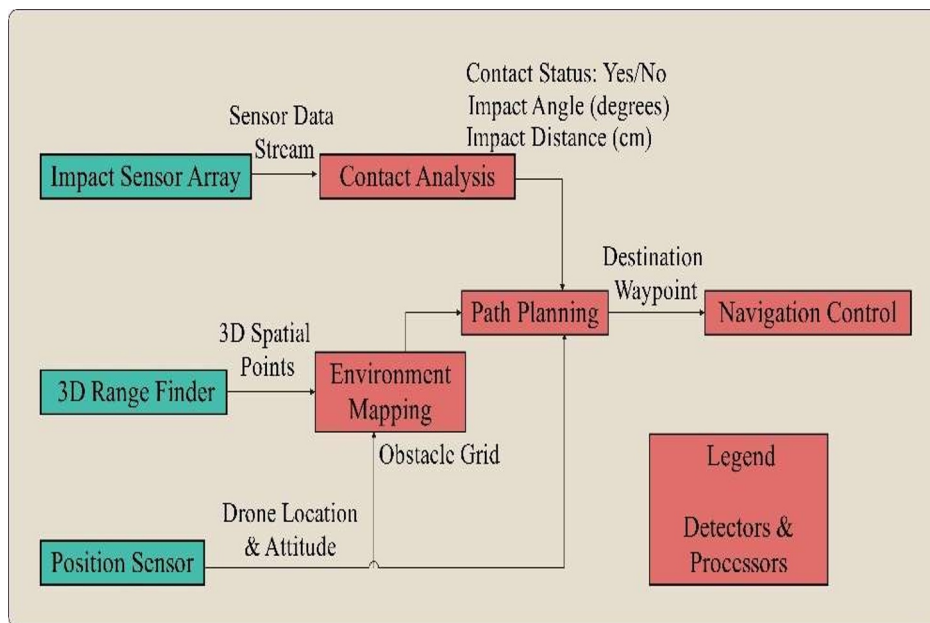 Contact Status: Yes/No
Impact Angle (degrees)
Impact Distance (cm)
Sensor Data
Stream
Impact Sensor Array
Contact Analysis
Destination
Waypoint
Path Planning
Navigation Control
3D Spatial
Points
3D Range Finder
Environment
Mapping
Obstacle Grid
Drone Location
& Attitude
Position Sensor
Legend
Detectors &
Processors